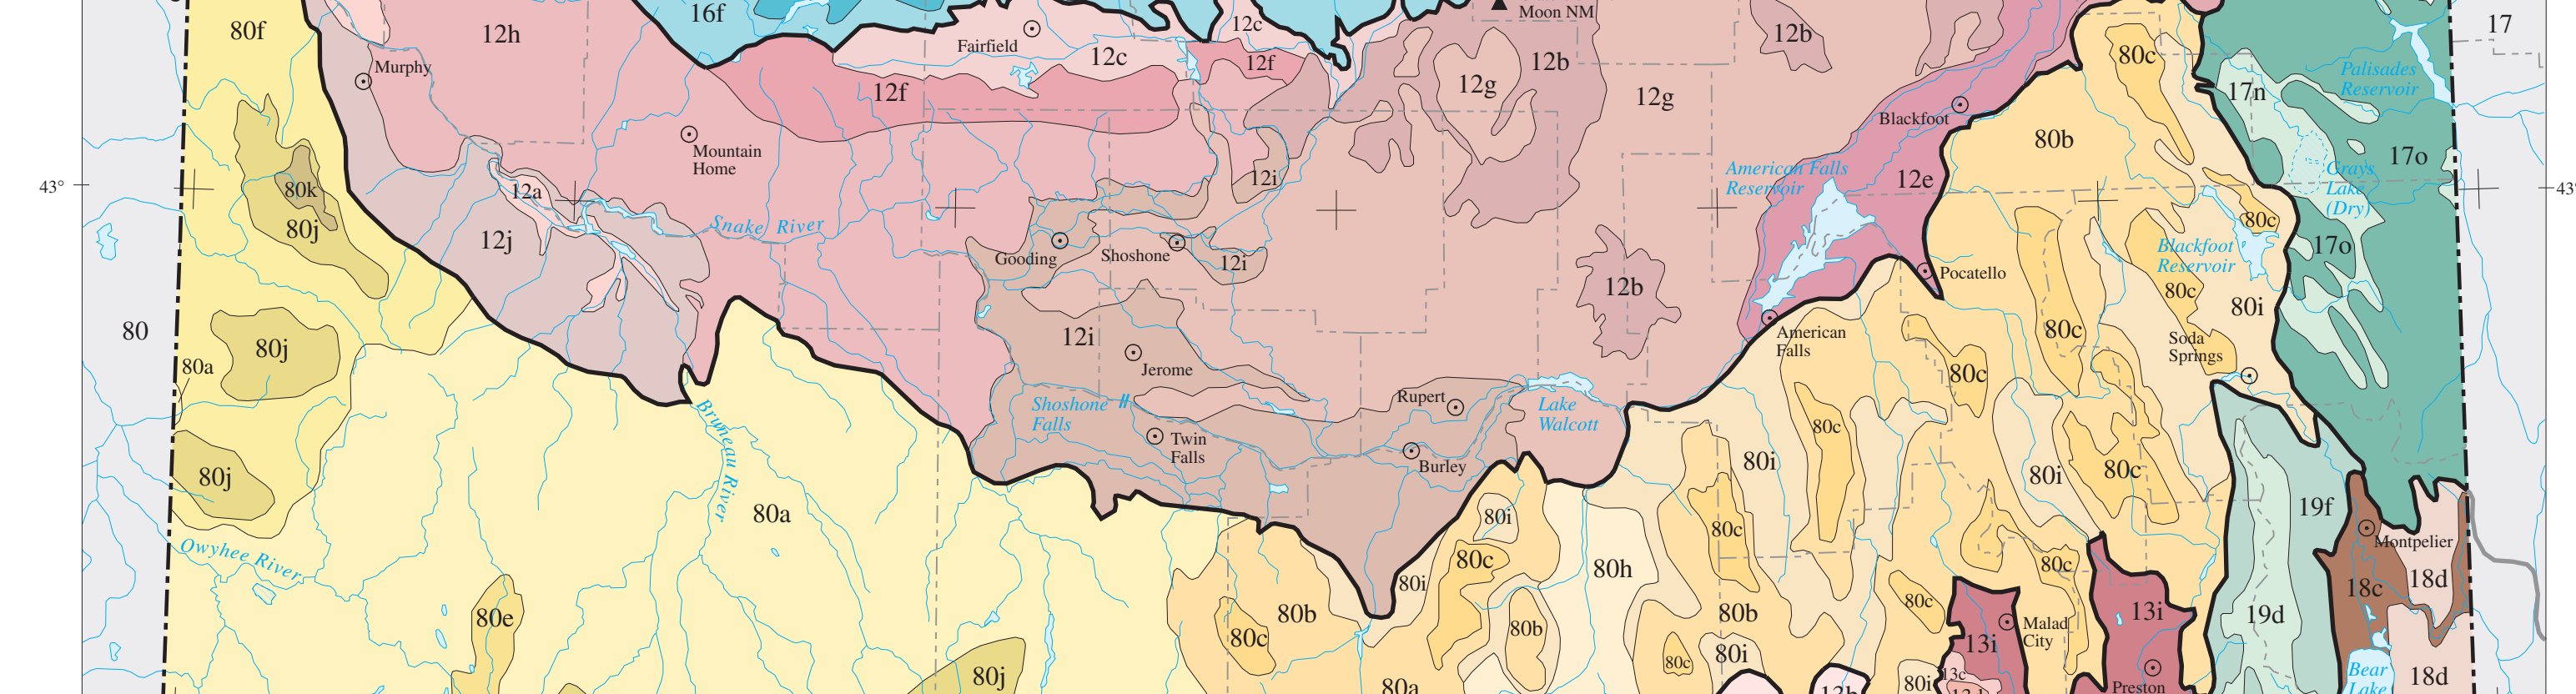 16f
12c
Moon NM
17
80f
12h
Fairfield
12c
12b
80c
Murphy
12f
12b
12g
12g
Palisades
Reservoir
12f
17n
Blackfoot
80b
Mountain
Home
17o
43°
43°
80k
12a
12i
American Falls
Reservoir
12e
Grays
Lake
(Dry)
80j
12j
Snake River
80c
Gooding
Shoshone
12i
17o
Blackfoot
Reservoir
Pocatello
12b
80c
80i
80
80j
12i
80c
American
Falls
Soda
Springs
80a
Jerome
80c
Shoshone
Falls
Rupert
Lake
Walcott
80c
Twin
Falls
Burley
80i
80i
80c
80j
Bruneau River
80a
80i
80c
19f
Owyhee River
Montpelier
80c
80i
80h
80c
18d
18c
80e
80b
80c
80b
80b
80c
13i
19d
Malad
City
13i
80j
80c
80i
80i
13c
18d
80a
13b
Preston
Bear
Lake